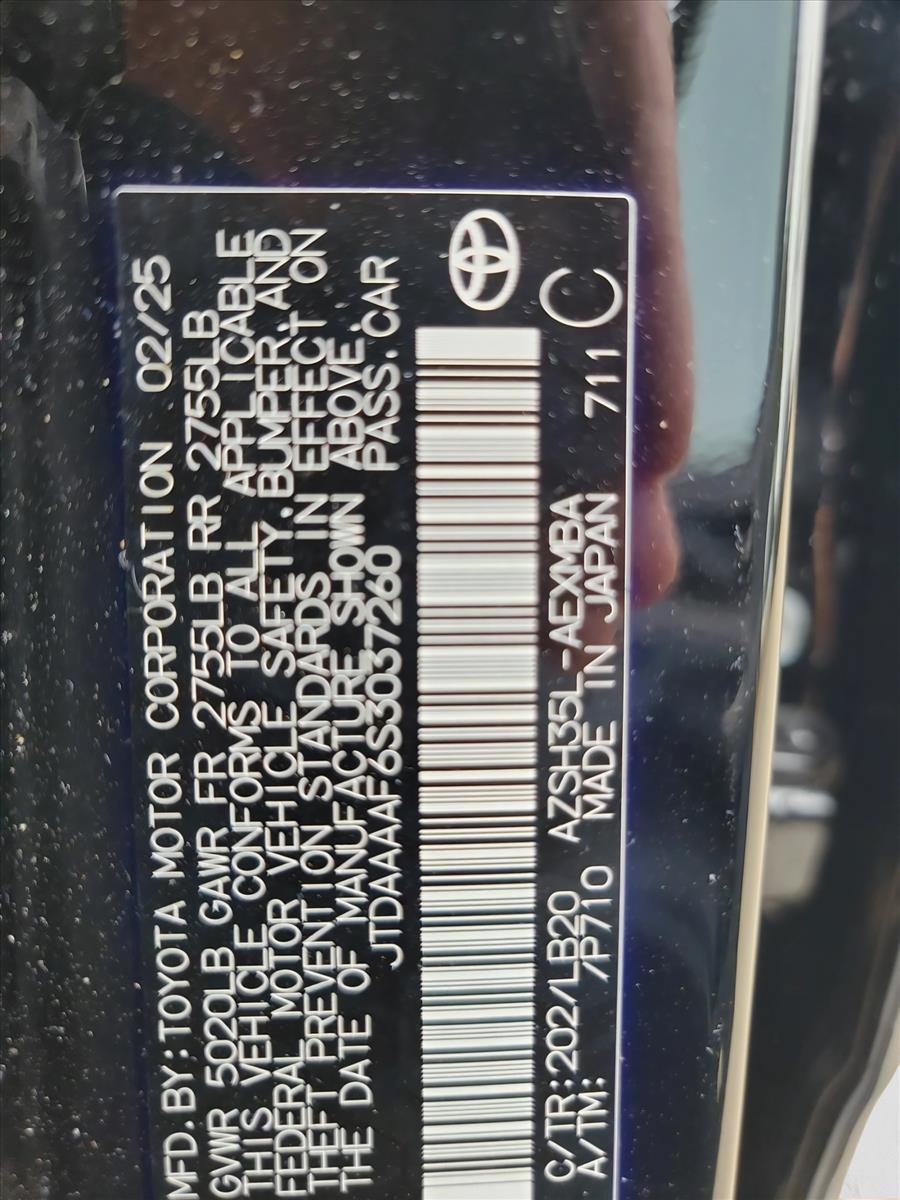 MFD.BY:TOYOTA MOTOR CORPORATION 02/25
GVWR 5020LB GAWR FR 2755LB RR 2755LB
THIS VEHICLE CONFORMS TO ALL APPLICABLE
FEDERAL MOTOR VEHICLE SAFETY, BUMPER, AND
THEFT PREVENTION STANDARDS IN EFFECT ON
THE DATE OF MANUFACTURE SHOWN ABOVE.
JTDAAAAF6S3037260 PASS.CAR
C/TR:202/LB20 AZSH35L-AEXMBA
A/TM: /P710 MADE IN JAPAN 711 C